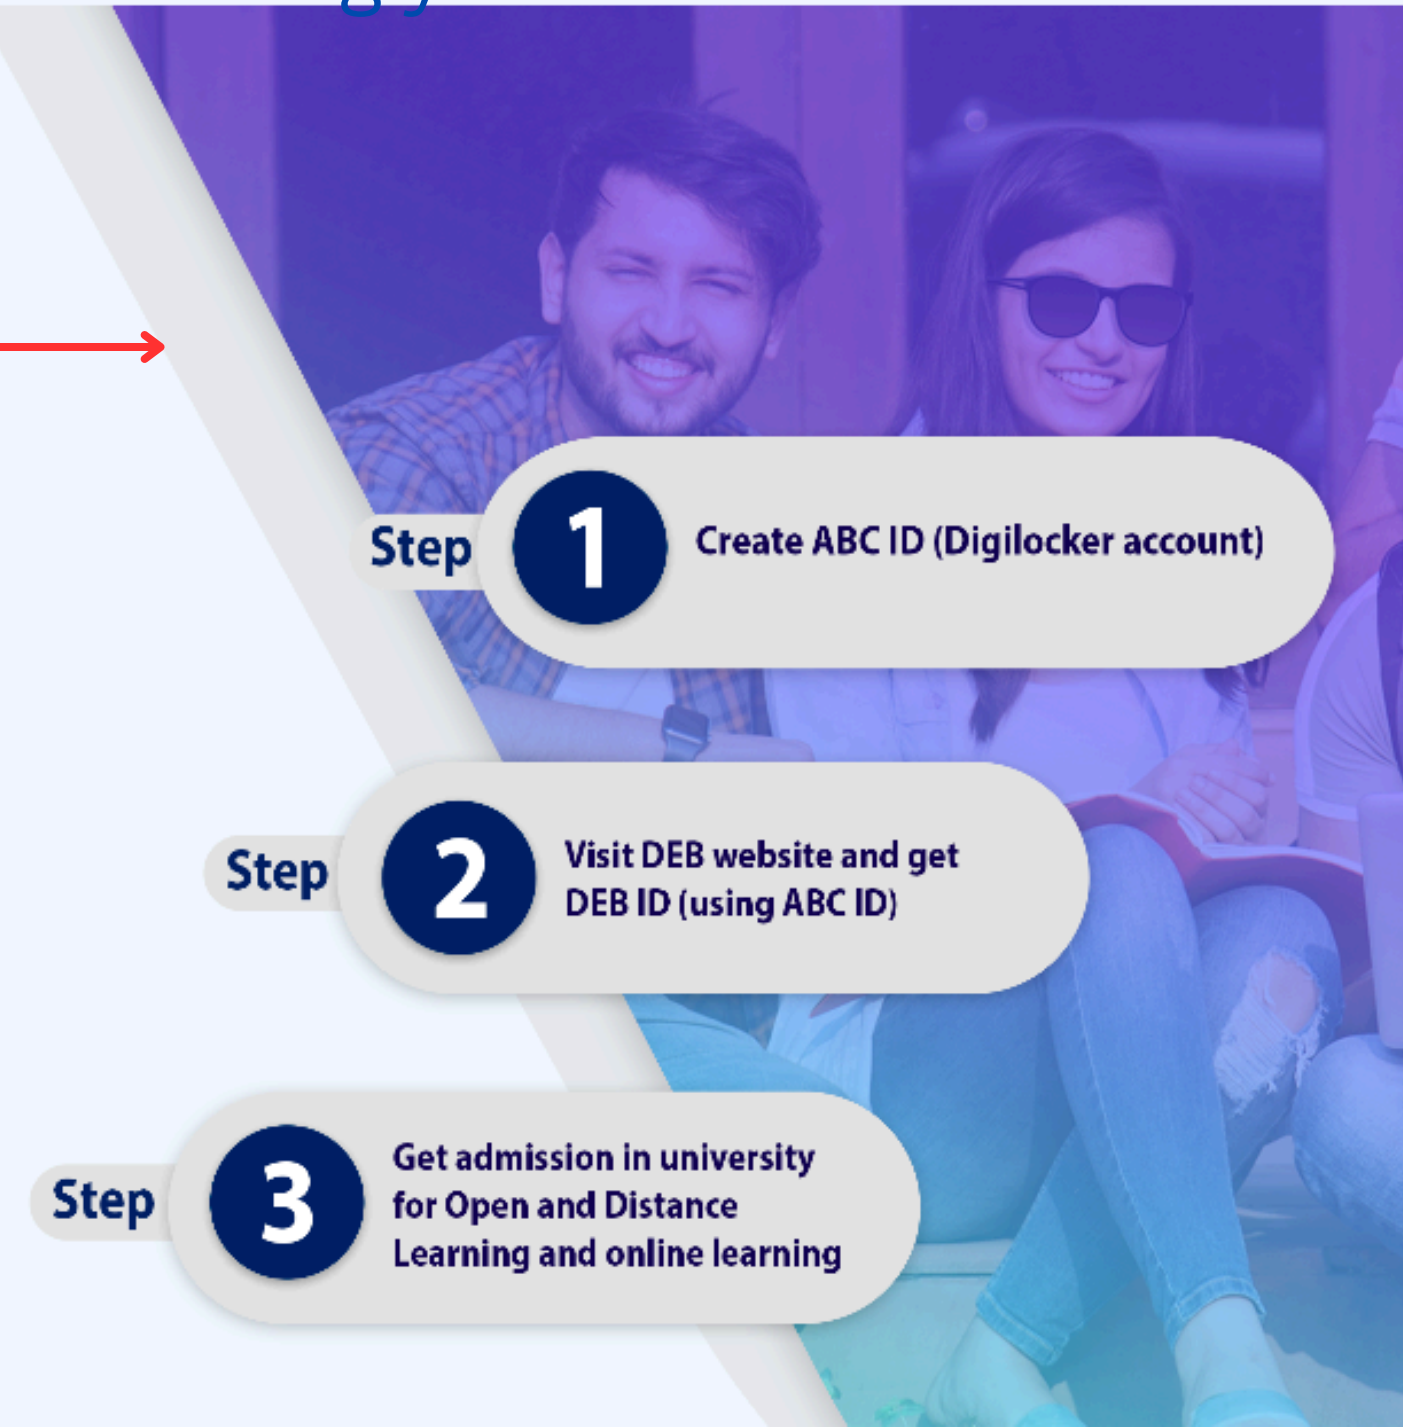 Step
1
Create ABC ID (Digilocker account)
Step
2
Visit DEB website and get
DEB ID (using ABC ID)
Step
3
Get admission in university
for Open and Distance
Learning and online learning